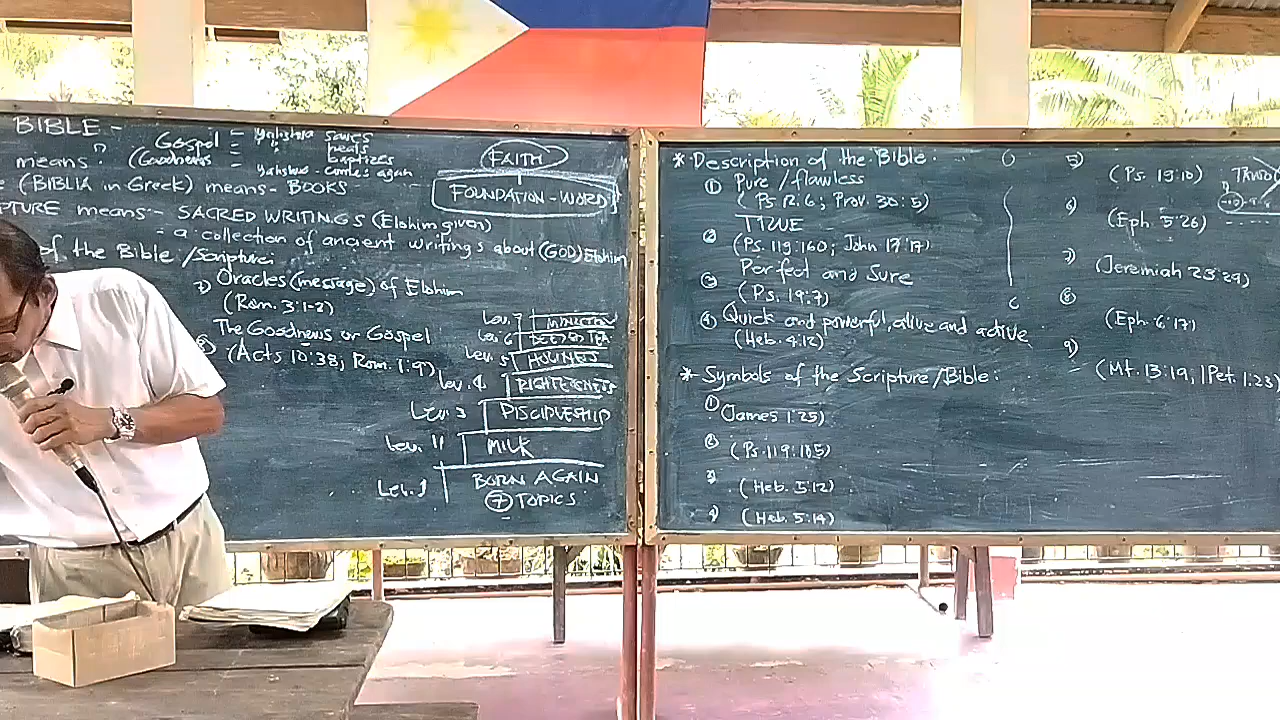 BIBLE -
Gospel = Yahshua saves
heals
means? (Goodnews = baptizes
Yahshua - comes again
(BIBLIA in Greek) means - BOOKS
PTURE means - SACRED WRITINGS (Elohim given)
- a collection of ancient writings about (GOD) Elohim
of the Bible / Scripture:
2) Oracles (message) of Elohim
(Rom. 3:1-2)
The Goodnews or Gospel
(Acts 10:38; Rom. 1:9)
FAITH
FOUNDATION - WORD
Lev. 7 MINISTRY
Lev. 6
Lev. 5 HOLINESS
Lev. 4
Lev. 3 DISCIPLESHIP
Lev. 11 MILK
Lev. 1 BORN AGAIN
7 TOPICS
* Description of the Bible:
1 Pure / flawless
(Ps. 12:6; Prov. 30:5)
2 TRUE
(Ps. 119:160; John 17:17)
3 Perfect and Sure
(Ps. 19:7)
4 Quick and powerful, alive and active
(Heb. 4:12)
* Symbols of the Scripture / Bible:
1 (James 1:25)
2 (Ps. 119:105)
3) (Heb. 5:12)
4) (Heb. 5:14)
5) (Ps. 19:10)
6) (Eph. 5:26)
7) (Jeremiah 23:29)
8 (Eph. 6:17)
9) (Mt. 13:19, 1 Pet. 1:23)